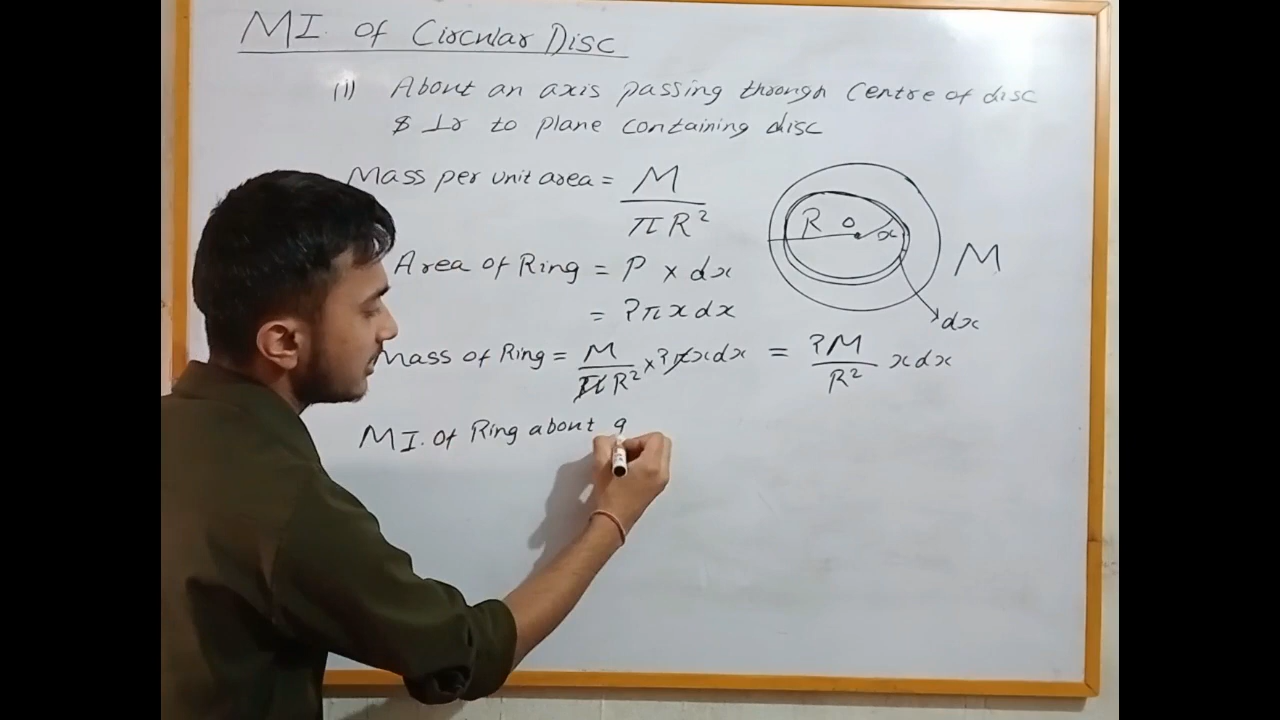 MI. of Circular Disc
(i) About an axis passing through Centre of disc
& ⊥r to plane containing disc
Mass per unit area = M / πR²
Area of Ring = P × dx
= 2πx dx
Mass of Ring = M / πR² × 2πx dx = 2M / R² x dx
MI. of Ring about a
R O x
M
dx